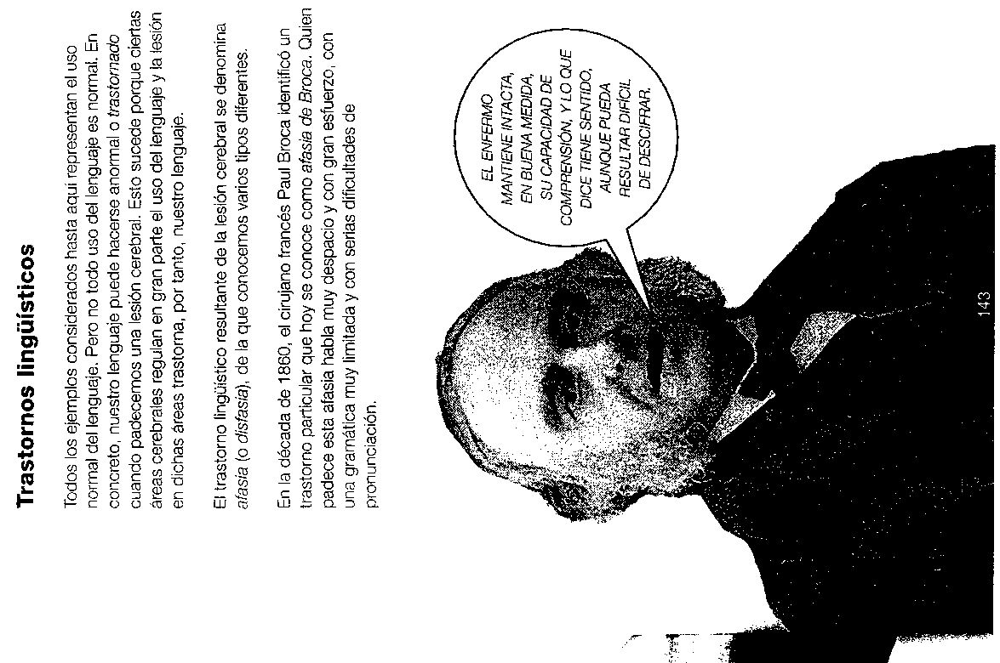 Trastornos lingüísticos
Todos los ejemplos considerados hasta aquí representan el uso
normal del lenguaje. Pero no todo uso del lenguaje es normal. En
concreto, nuestro lenguaje puede hacerse anormal o trastornado
cuando padecemos una lesión cerebral. Esto sucede porque ciertas
áreas cerebrales regulan en gran parte el uso del lenguaje y la lesión
en dichas áreas trastorna, por tanto, nuestro lenguaje.
El trastorno lingüístico resultante de la lesión cerebral se denomina
afasia (o disfasia), de la que conocemos varios tipos diferentes.
En la década de 1860, el cirujano francés Paul Broca identificó un
trastorno particular que hoy se conoce como afasia de Broca. Quien
padece esta afasia habla muy despacio y con gran esfuerzo, con
una gramática muy limitada y con serias dificultades de
pronunciación.
EL ENFERMO
MANTIENE INTACTA,
EN BUENA MEDIDA,
SU CAPACIDAD DE
COMPRENSIÓN, Y LO QUE
DICE TIENE SENTIDO,
AUNQUE PUEDA
RESULTAR DIFÍCIL
DE DESCIFRAR.
143